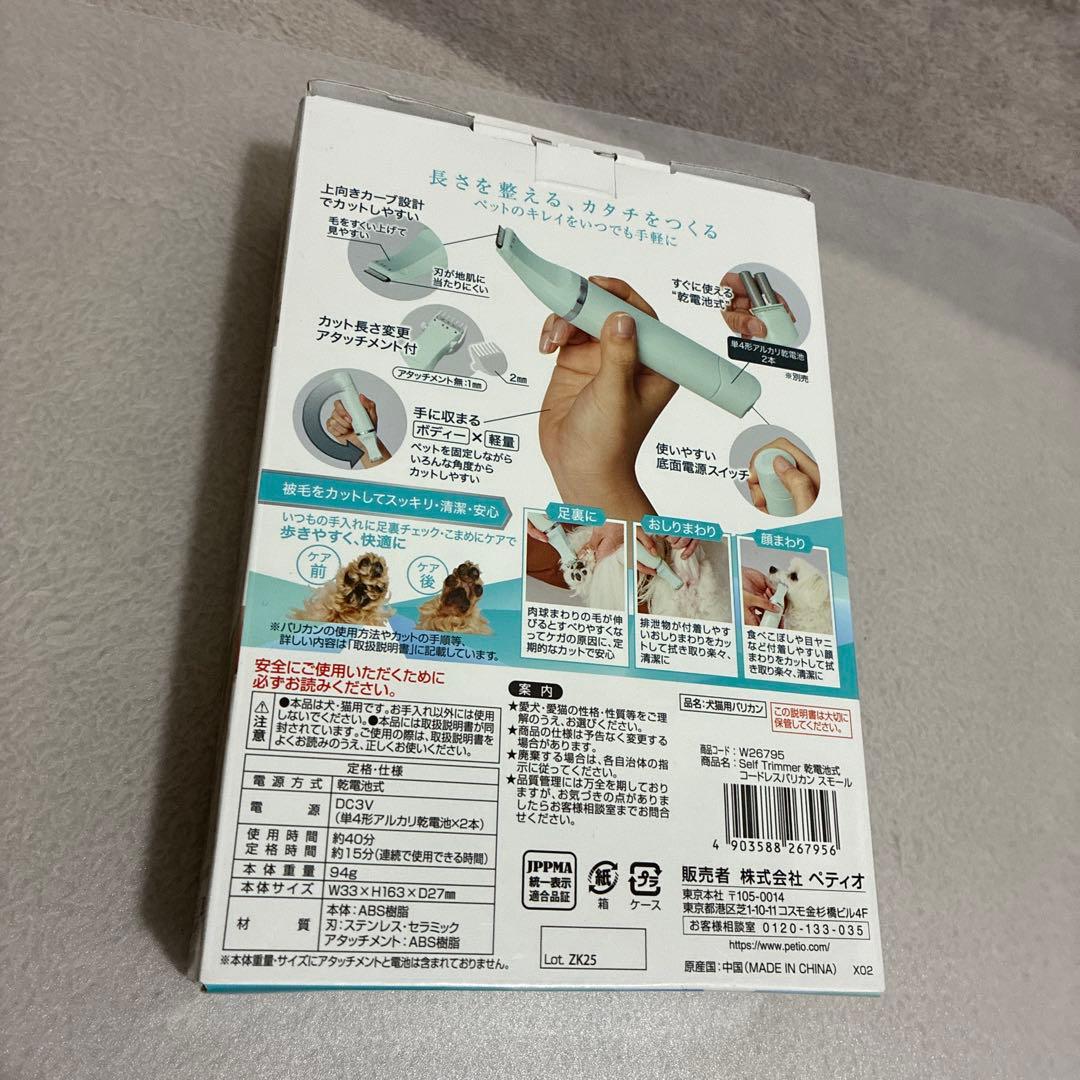 長さを整える、カタチをつくる
ペットのキレイをいつでも手軽に
上向きカーブ設計
でカットしやすい
毛をすくい上げて
見やすい
刃が地肌に
当たりにくい
カット長さ変更
アタッチメント付
アタッチメント無:1㎜
2㎜
すぐに使える
“乾電池式”
単4形アルカリ乾電池
2本
※別売
手に収まる
ボディー×軽量
ペットを固定しながら
いろんな角度から
カットしやすい
使いやすい
底面電源スイッチ
被毛をカットしてスッキリ・清潔・安心
いつもの手入れに足裏チェック・こまめにケアで
歩きやすく、快適に
ケア
前
ケア
後
※バリカンの使用方法やカットの手順等、
詳しい内容は「取扱説明書」に記載しています。
足裏に
肉球まわりの毛が伸
びるとすべりやすくな
ってケガの原因に、定
期的なカットで安心
おしりまわり
排泄物が付着しやす
いおしりまわりをカッ
トして拭き取り楽々、
清潔に
顔まわり
食べこぼしや目ヤニ
など付着しやすい顔
まわりをカットして拭
き取り楽々、清潔に
安全にご使用いただくために
必ずお読みください。
注意
●本品は犬・猫用です。お手入れ以外には使用
しないでください。●本品には取扱説明書が同
封されています。ご使用の際は、取扱説明書を
よくお読みのうえ、正しくお使いください。
定格・仕様
電源方式 乾電池式
電源 DC3V
(単4形アルカリ乾電池×2本)
使用時間 約40分
定格時間 約15分(連続で使用できる時間)
本体重量 94g
本体サイズ W33×H163×D27㎜
材質 本体:ABS樹脂
刃:ステンレス・セラミック
アタッチメント:ABS樹脂
※本体重量・サイズにアタッチメントと電池は含まれておりません。
案内
★愛犬・愛猫の性格・性質等をご理
解のうえ、お選びください。
★商品の仕様は予告なく変更する
場合があります。
★廃棄する場合は、各自治体の指
示に従ってください。
★品質管理には万全を期しており
ますが、お気づきの点がありま
したらお客様相談室までお問合
せください。
品名:犬猫用バリカン
この説明書は大切に
保管してください。
商品コード: W26795
商品名: Self Trimmer 乾電池式
コードレスバリカン スモール
4 903588 267956
JPPMA
統一表示
適合品証
紙
箱
プラ
ケース
Lot. ZK25
販売者 株式会社 ペティオ
東京本社 〒105-0014
東京都港区芝1-10-11コスモ金杉橋ビル4F
お客様相談室 0120-133-035
https://www.petio.com/
原産国:中国(MADE IN CHINA) X02